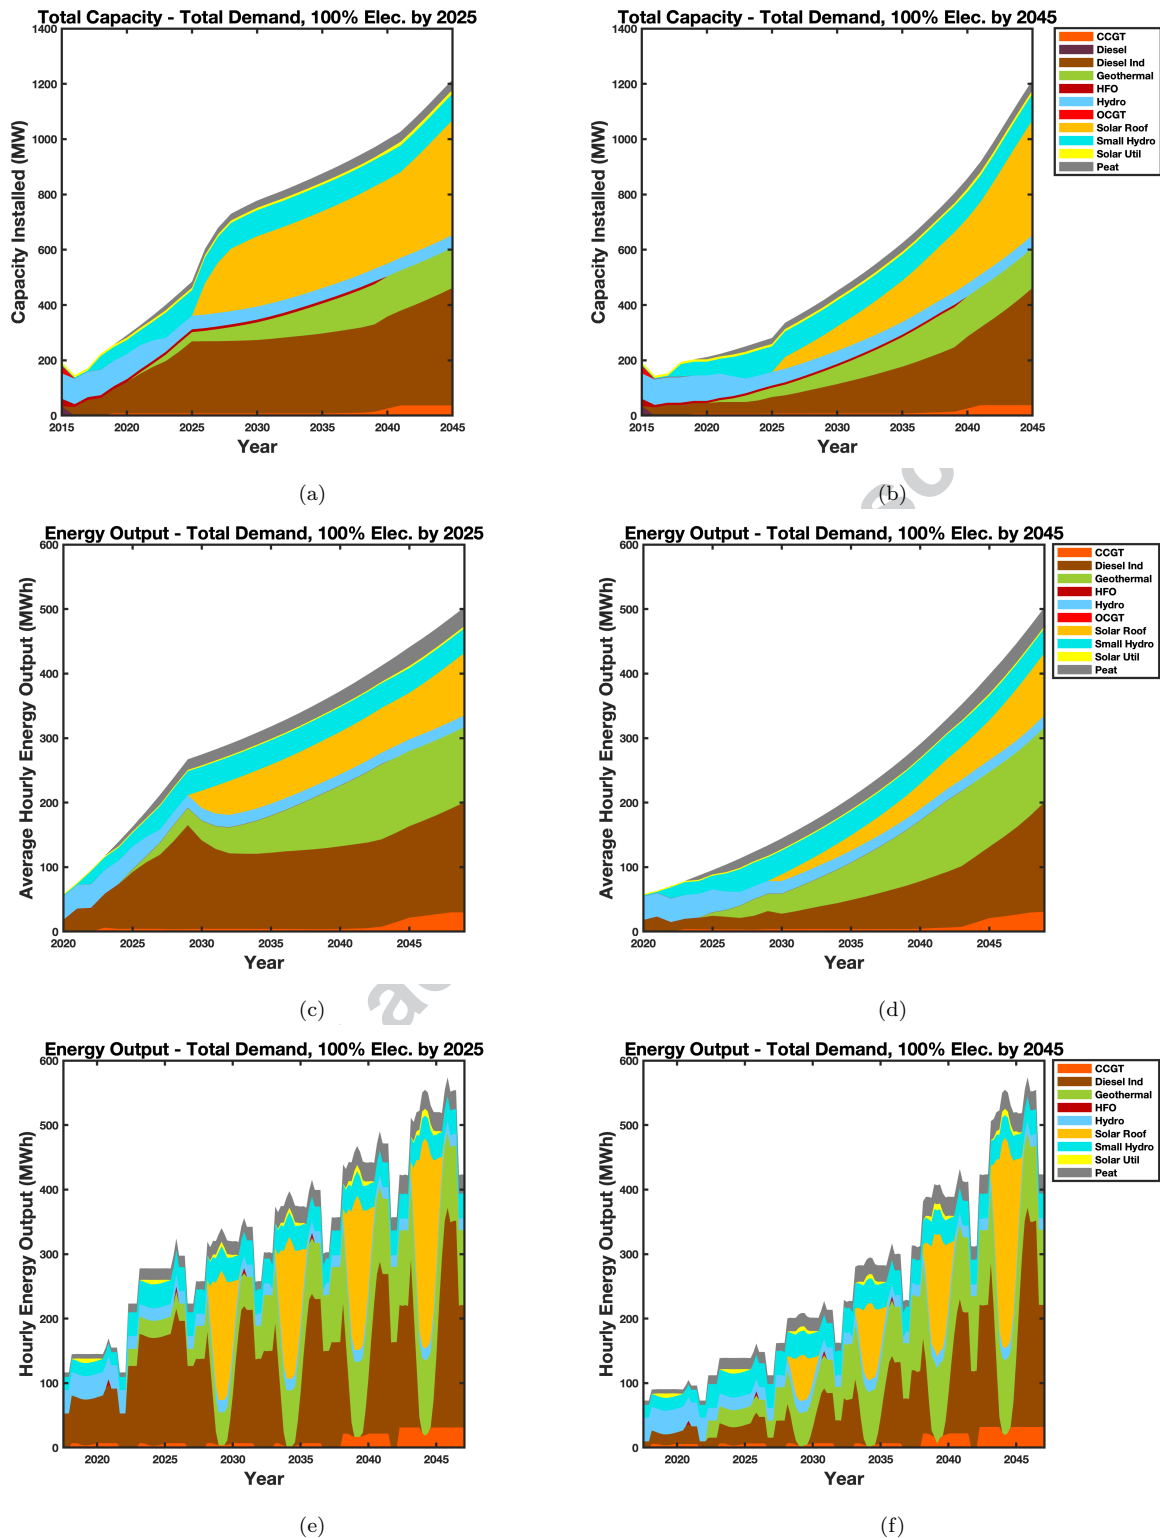 Total Capacity - Total Demand, 100% Elec. by 2025
1400
1200
1000
800
600
400
200
0
Capacity Installed (MW)
2015 2020 2025 2030 2035 2040 2045
Year
(a)
Total Capacity - Total Demand, 100% Elec. by 2045
1400
1200
1000
800
600
400
200
0
Capacity Installed (MW)
2015 2020 2025 2030 2035 2040 2045
Year
CCGT
Diesel
Diesel Ind
Geothermal
HFO
Hydro
OCGT
Solar Roof
Small Hydro
Solar Util
Peat
(b)
Energy Output - Total Demand, 100% Elec. by 2025
600
500
400
300
200
100
0
Average Hourly Energy Output (MWh)
2020 2025 2030 2035 2040 2045
Year
(c)
Energy Output - Total Demand, 100% Elec. by 2045
600
500
400
300
200
100
0
Average Hourly Energy Output (MWh)
2020 2025 2030 2035 2040 2045
Year
CCGT
Diesel Ind
Geothermal
HFO
Hydro
OCGT
Solar Roof
Small Hydro
Solar Util
Peat
(d)
Energy Output - Total Demand, 100% Elec. by 2025
600
500
400
300
200
100
0
Hourly Energy Output (MWh)
2020 2025 2030 2035 2040 2045
Year
(e)
Energy Output - Total Demand, 100% Elec. by 2045
600
500
400
300
200
100
0
Hourly Energy Output (MWh)
2020 2025 2030 2035 2040 2045
Year
CCGT
Diesel Ind
Geothermal
HFO
Hydro
Solar Roof
Small Hydro
Solar Util
Peat
(f)